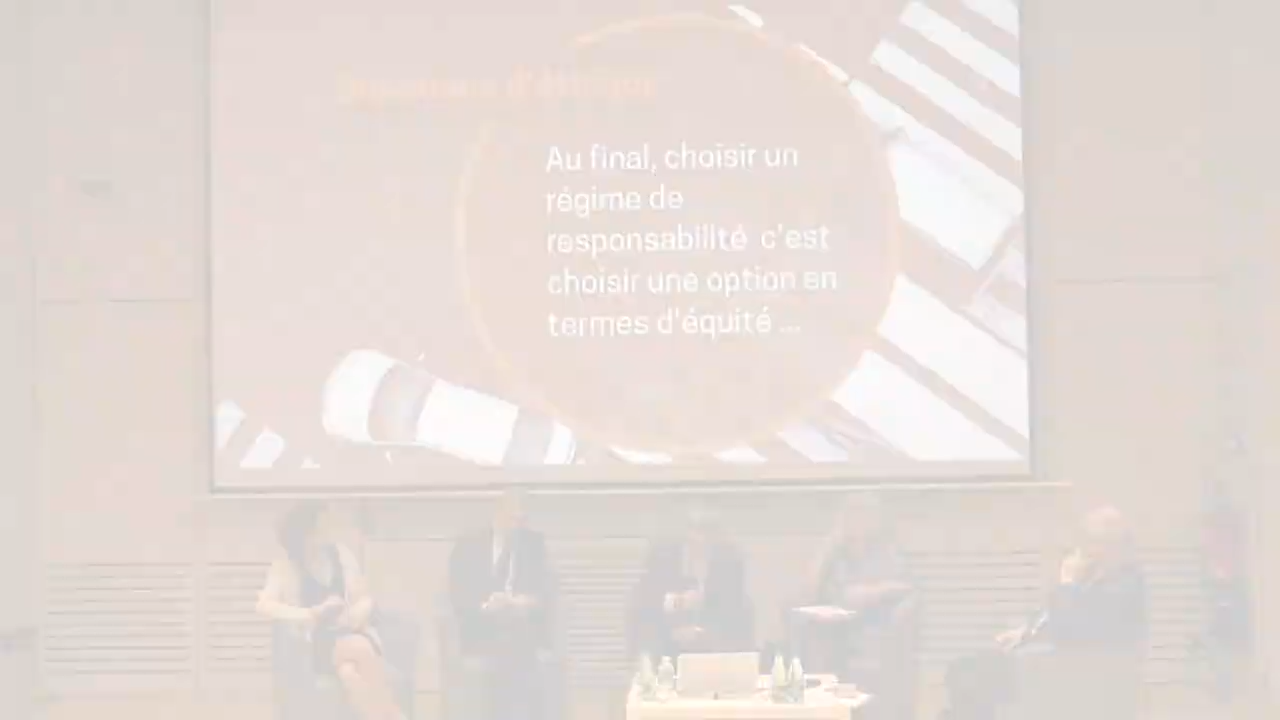 Au final, choisir un
régime de
responsabilité c'est
choisir une option en
termes d'équité ...